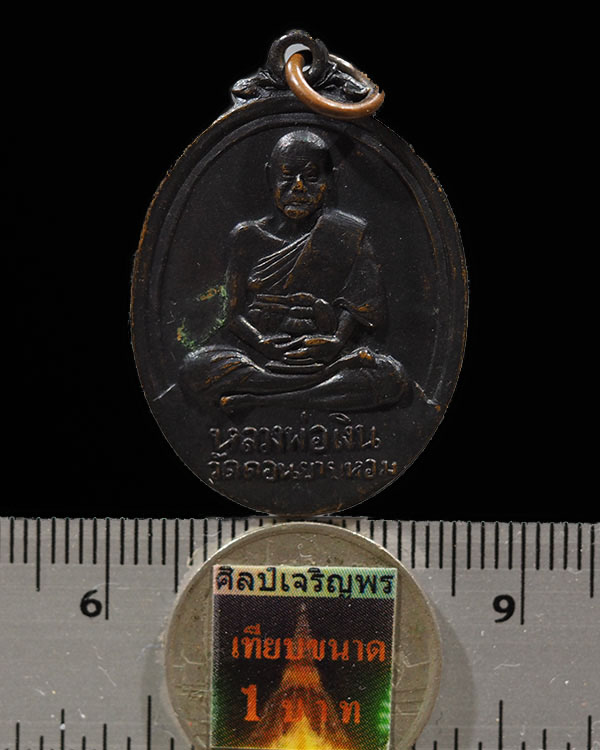 หลวงพ่อเงิน
วัดดอนยายหอม
6
9
ศิลป์เจริญพร
เทียบขนาด
1 บาท